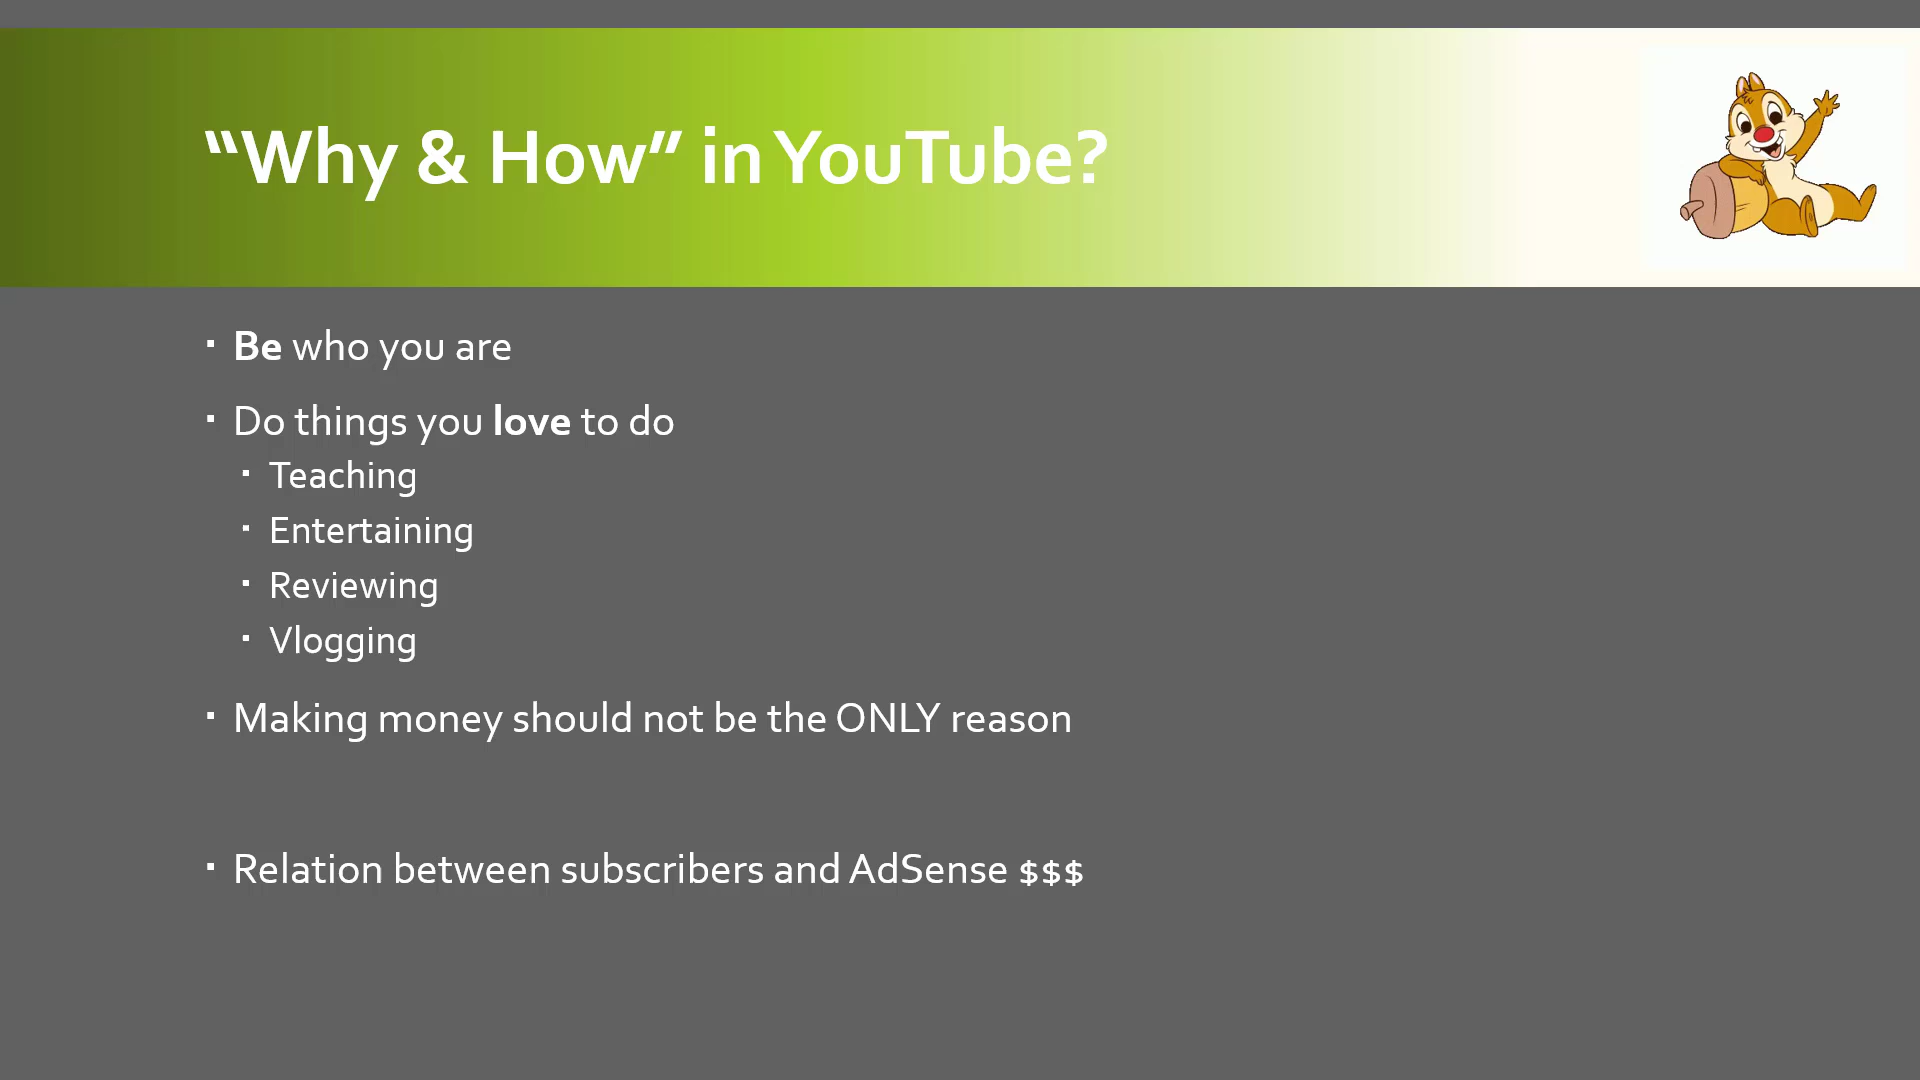 “Why & How” in YouTube?
▪ Be who you are
▪ Do things you love to do
▪ Teaching
▪ Entertaining
▪ Reviewing
▪ Vlogging
▪ Making money should not be the ONLY reason
▪ Relation between subscribers and AdSense $$$